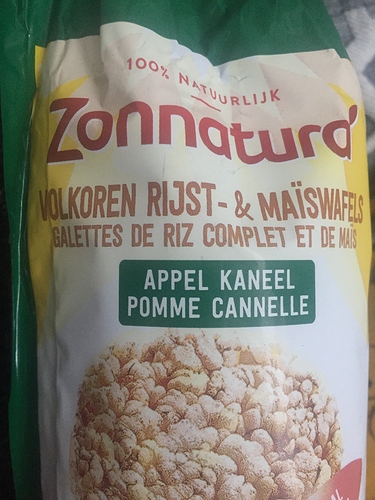 100% NATUURLIJK
Zonnatura
VOLKOREN RIJST- & MAÏSWAFELS
GALETTES DE RIZ COMPLET ET DE MAÏS
APPEL KANEEL
POMME CANNELLE